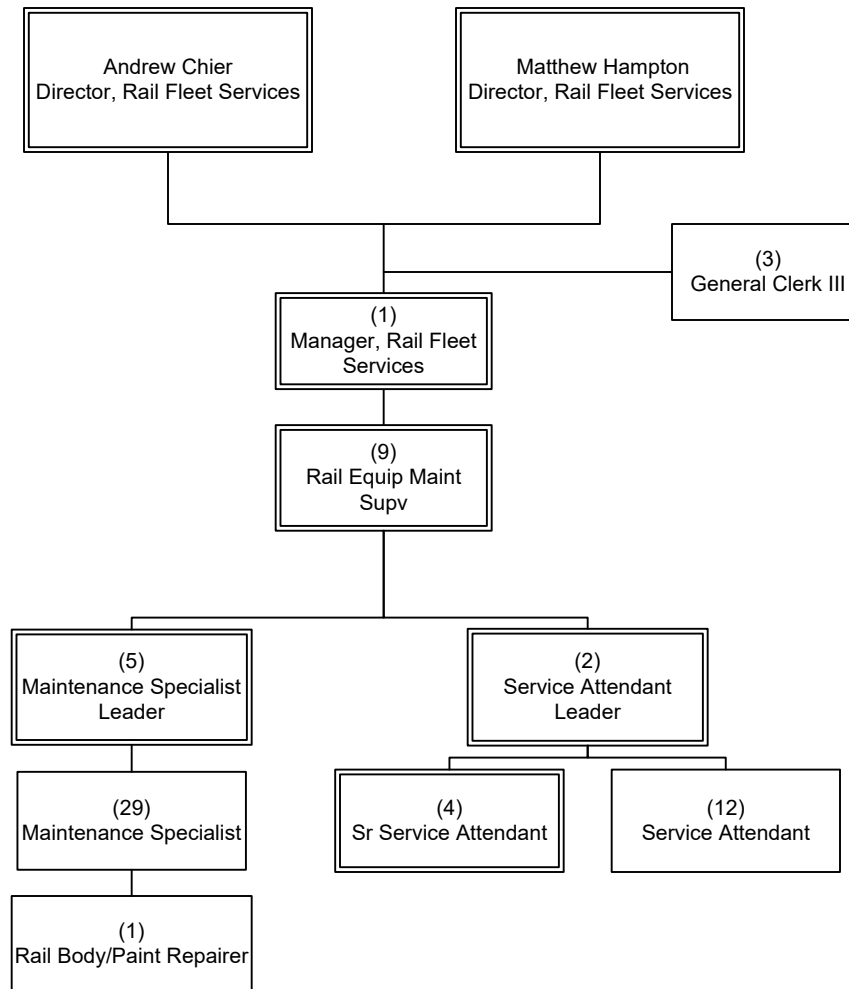 Andrew Chier
Director, Rail Fleet Services
Matthew Hampton
Director, Rail Fleet Services
(3)
General Clerk III
(1)
Manager, Rail Fleet
Services
(9)
Rail Equip Maint
Supv
(5)
Maintenance Specialist
Leader
(2)
Service Attendant
Leader
(29)
Maintenance Specialist
(4)
Sr Service Attendant
(12)
Service Attendant
(1)
Rail Body/Paint Repairer